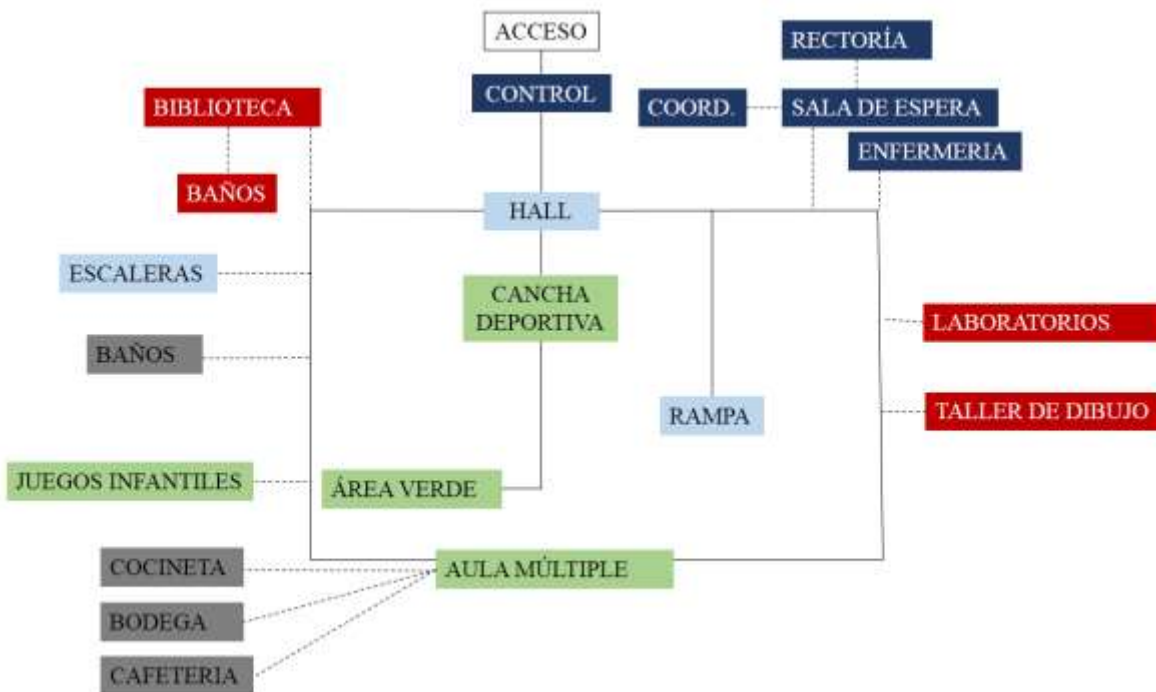 ACCESO
RECTORÍA
CONTROL
BIBLIOTECA
COORD.
SALA DE ESPERA
ENFERMERIA
BAÑOS
HALL
ESCALERAS
CANCHA
DEPORTIVA
LABORATORIOS
BAÑOS
RAMPA
TALLER DE DIBUJO
JUEGOS INFANTILES
ÁREA VERDE
COCINETA
AULA MÚLTIPLE
BODEGA
CAFETERIA